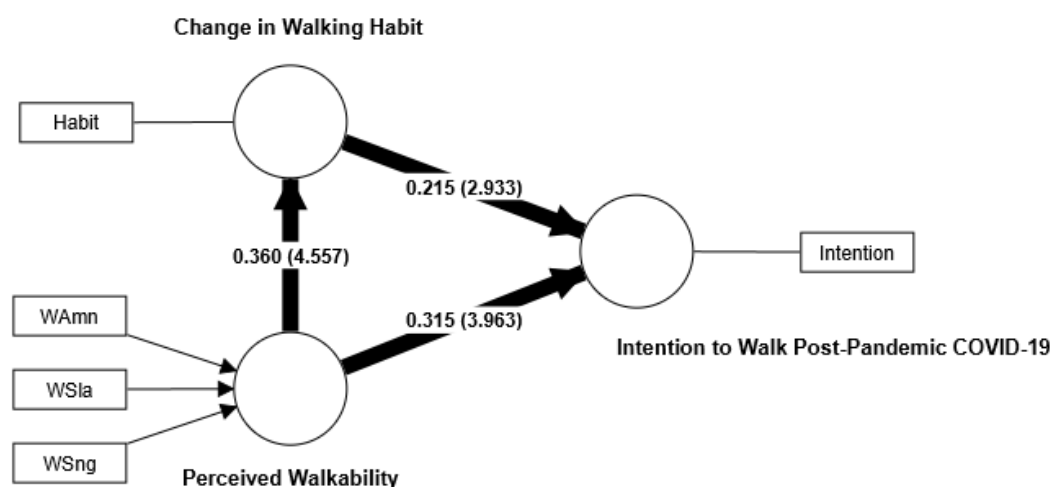 Change in Walking Habit
Habit
0.215 (2.933)
0.360 (4.557)
Intention
WAmn
0.315 (3.963)
Intention to Walk Post-Pandemic COVID-19
WSla
WSng
Perceived Walkability